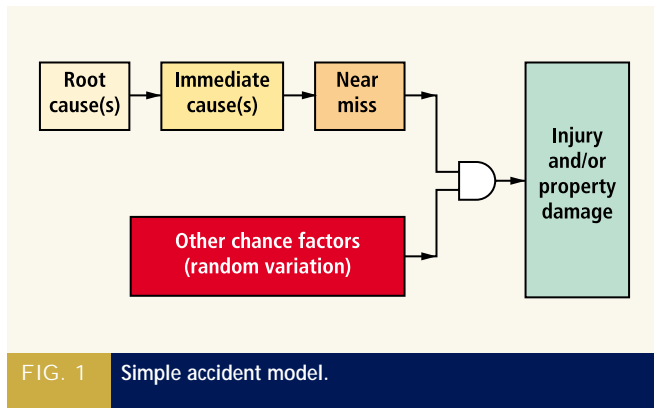 Root
cause(s)
Immediate
cause(s)
Near
miss
Injury
and/or
property
damage
Other chance factors
(random variation)
FIG. 1
Simple accident model.